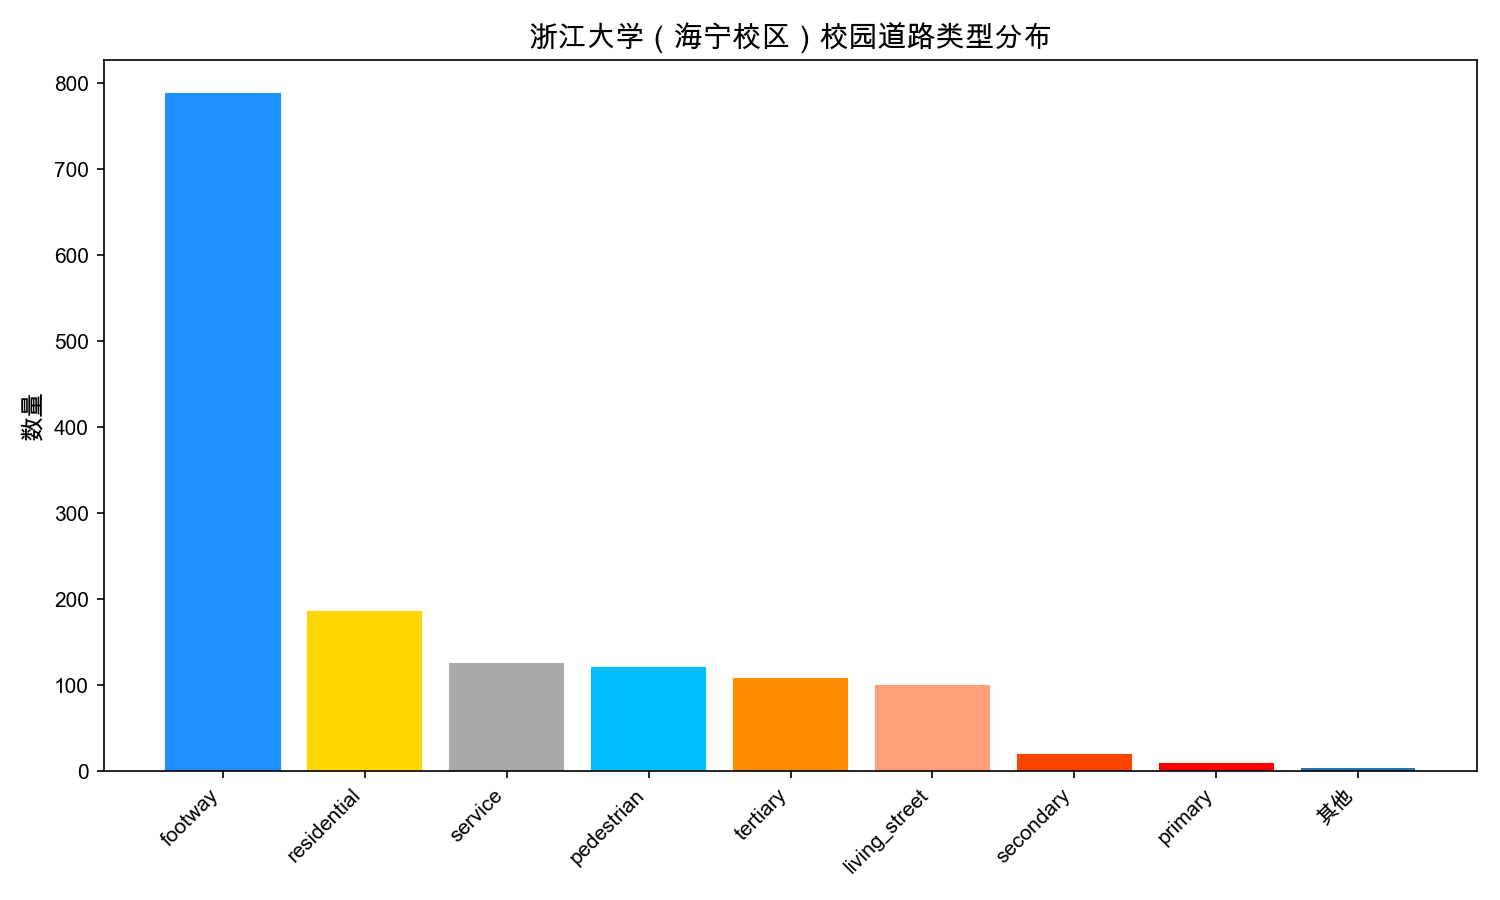 浙江大学（海宁校区）校园道路类型分布
数量
800
700
600
500
400
300
200
100
0
footway
residential
service
pedestrian
tertiary
living_street
secondary
primary
其他